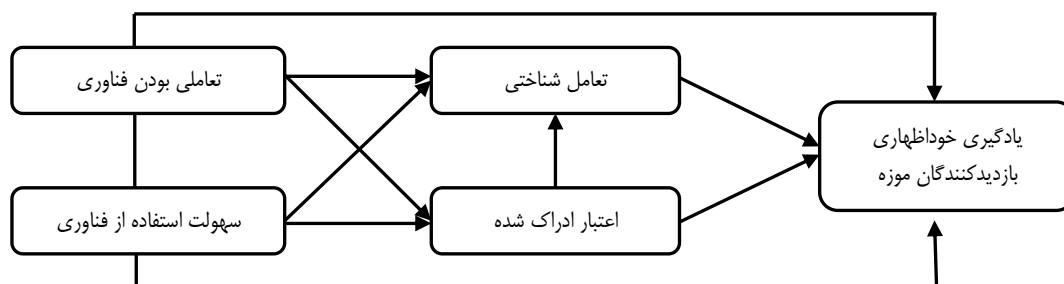 تعاملی بودن فناوری
تعامل شناختی
یادگیری خوداظهاری
بازدیدکنندگان موزه
سهولت استفاده از فناوری
اعتبار ادراک شده